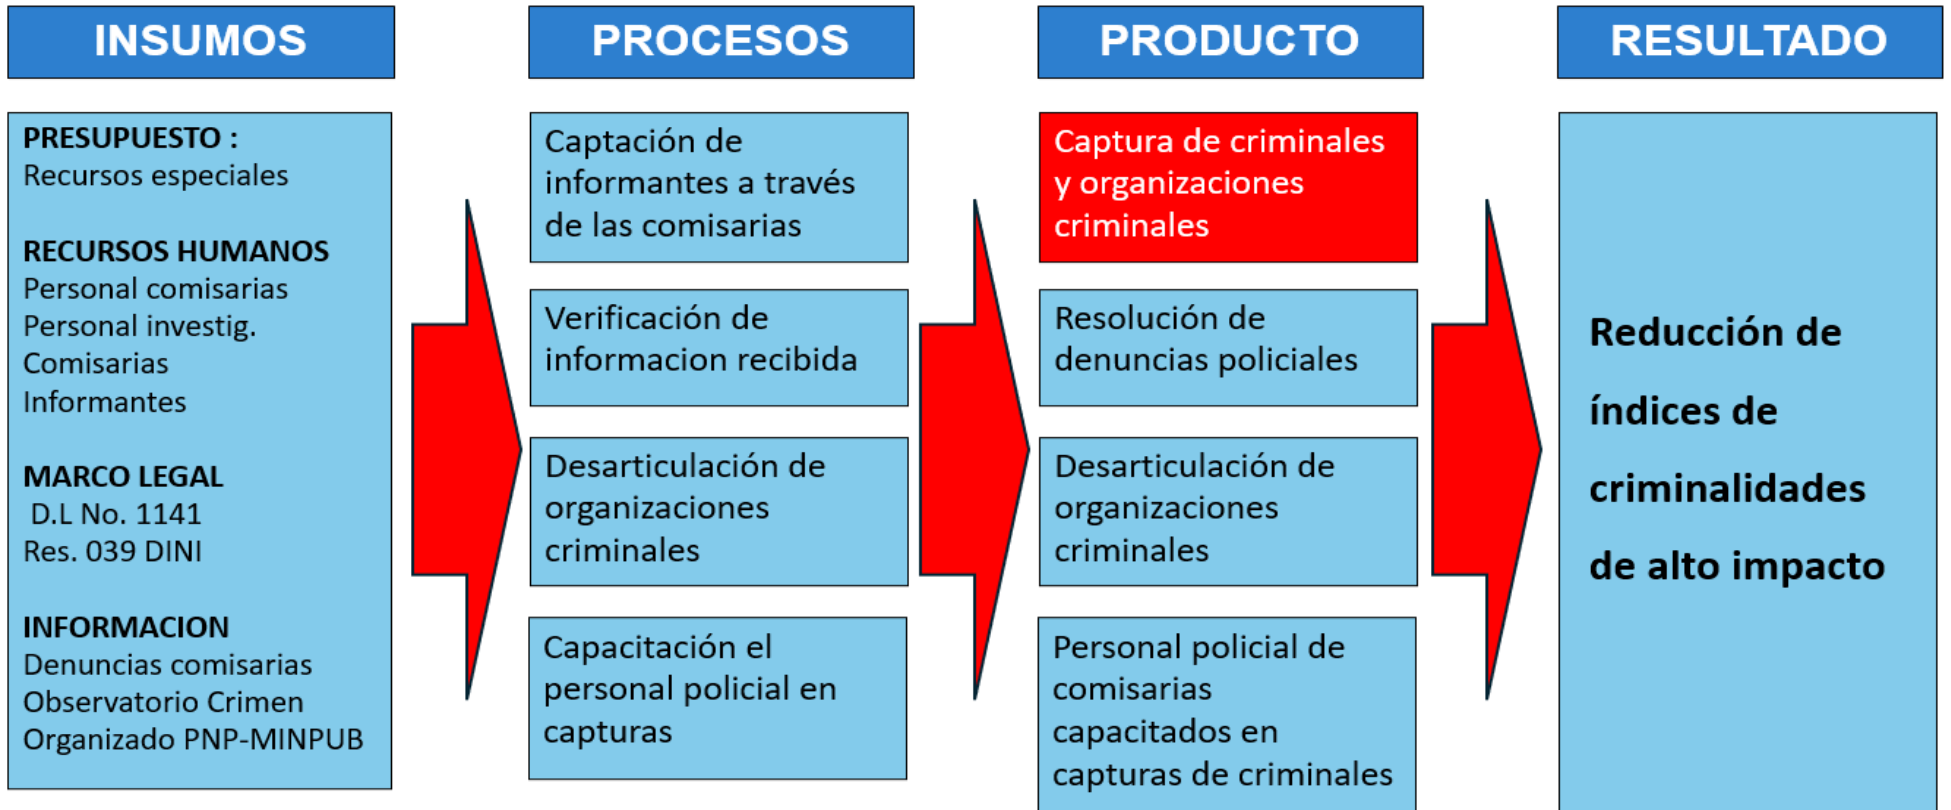 INSUMOS
PROCESOS
PRODUCTO
RESULTADO
PRESUPUESTO :
Recursos especiales
RECURSOS HUMANOS
Personal comisarias
Personal investig.
Comisarias
Informantes
MARCO LEGAL
D.L No. 1141
Res. 039 DINI
INFORMACION
Denuncias comisarias
Observatorio Crimen
Organizado PNP-MINPUB
Captación de
informantes a través
de las comisarias
Verificación de
informacion recibida
Desarticulación de
organizaciones
criminales
Capacitación el
personal policial en
capturas
Captura de criminales
y organizaciones
criminales
Resolución de
denuncias policiales
Desarticulación de
organizaciones
criminales
Personal policial de
comisarias
capacitados en
capturas de criminales
Reducción de
índices de
criminalidades
de alto impacto